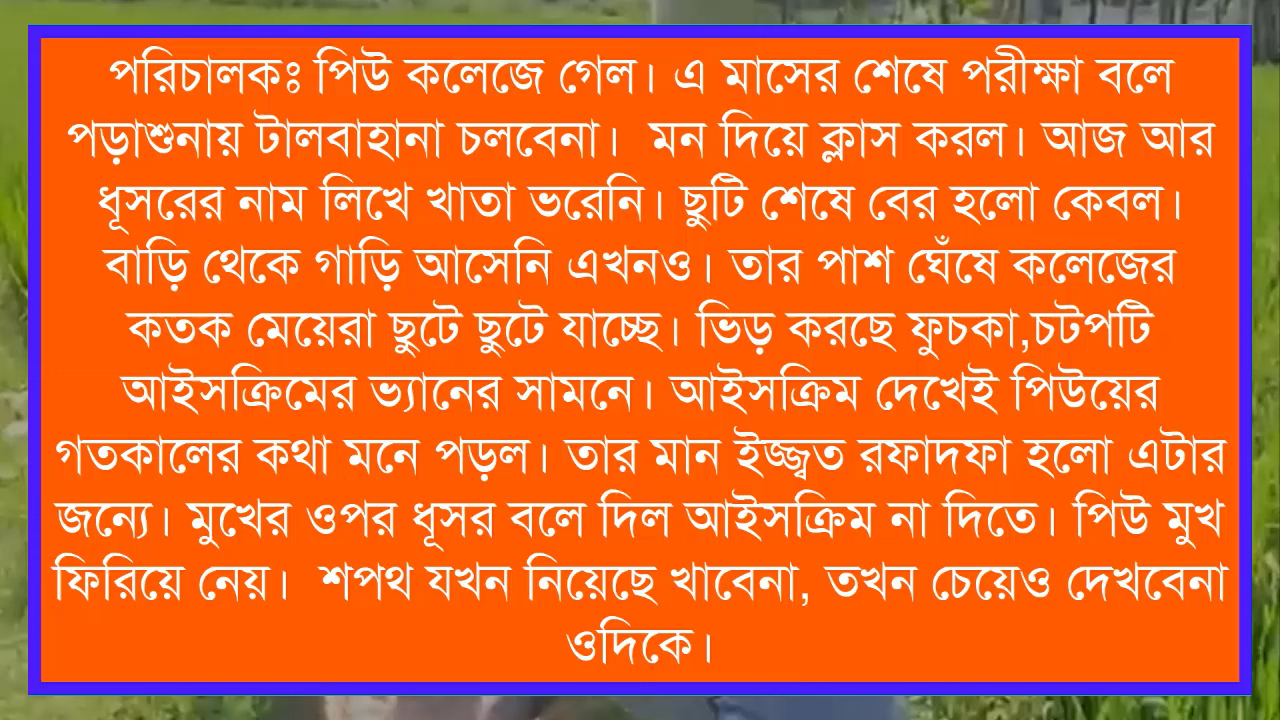 পরিচালকঃ পিউ কলেজে গেল। এ মাসের শেষে পরীক্ষা বলে
পড়াশুনায় টালবাহানা চলবেনা।  মন দিয়ে ক্লাস করল। আজ আর
ধূসরের নাম লিখে খাতা ভরেনি। ছুটি শেষে বের হলো কেবল।
বাড়ি থেকে গাড়ি আসেনি এখনও। তার পাশ ঘেঁষে কলেজের
কতক মেয়েরা ছুটে ছুটে যাচ্ছে। ভিড় করছে ফুচকা,চটপটি
আইসক্রিমের ভ্যানের সামনে। আইসক্রিম দেখেই পিউয়ের
গতকালের কথা মনে পড়ল। তার মান ইজ্জ্বত রফাদফা হলো এটার
জন্যে। মুখের ওপর ধূসর বলে দিল আইসক্রিম না দিতে। পিউ মুখ
ফিরিয়ে নেয়।  শপথ যখন নিয়েছে খাবেনা, তখন চেয়েও দেখবেনা
ওদিকে।